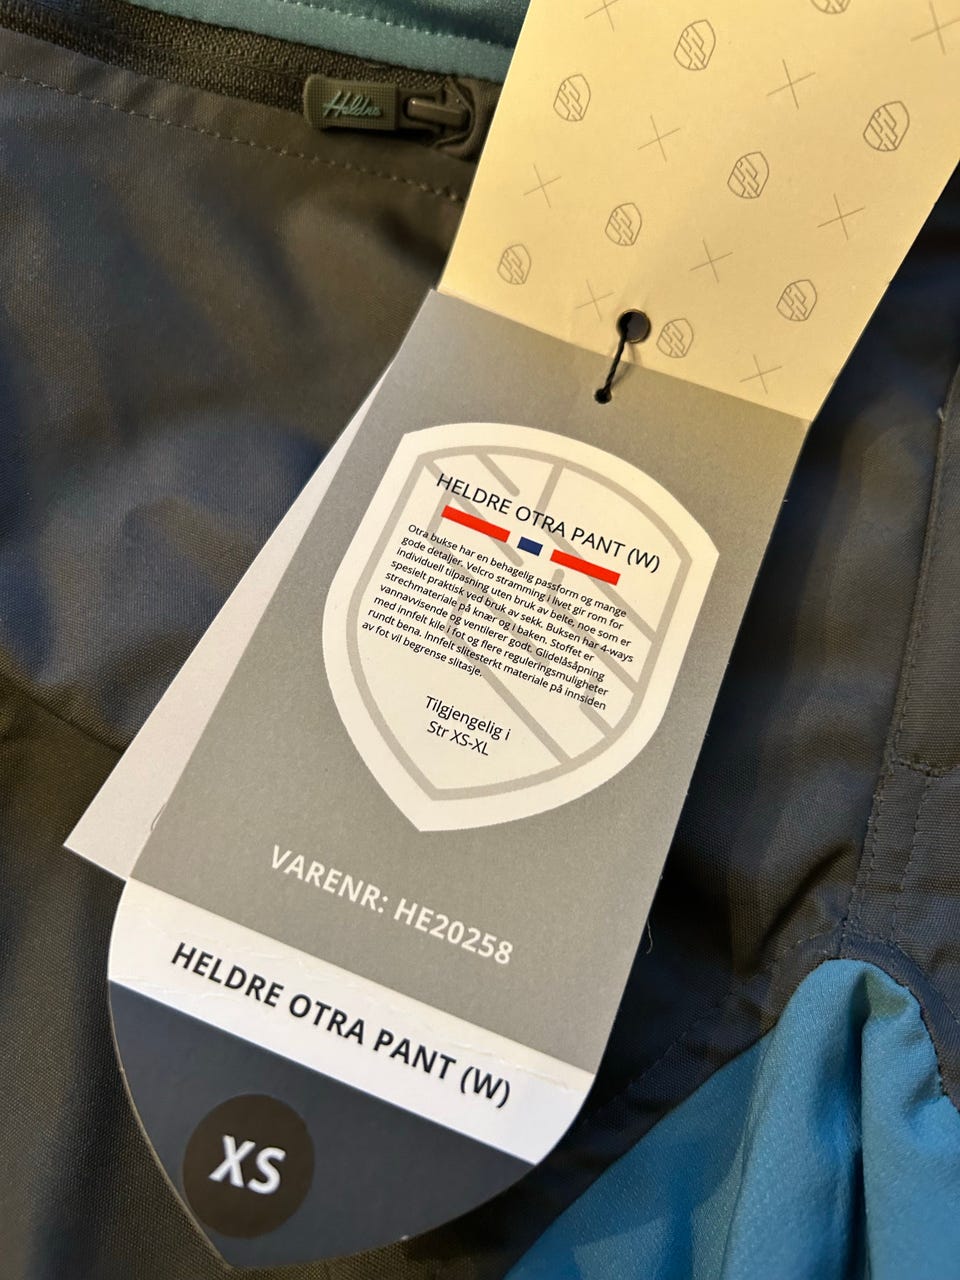 Heldre
HELDRE OTRA PANT (W)
Otra bukse har en behagelig passform og mange
gode detaljer. Velcro stramming i livet gir rom for
individuell tilpasning uten bruk av belte, noe som er
spesielt praktisk ved bruk av sekk. Buksen har 4-ways
strechmateriale på knær og i baken. Stoffet er
vannavvisende og ventilerer godt. Glidelåsåpning
med innfelt kile i fot og flere reguleringsmuligheter
rundt bena. Innfelt slitesterkt materiale på innsiden
av fot vil begrense slitasje.
Tilgjengelig i
Str XS-XL
VARENR: HE20258
HELDRE OTRA PANT (W)
XS